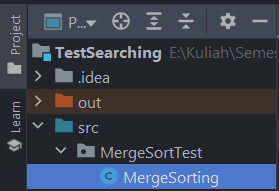 P...
Project
TestSearching E:\Kuliah\Semes
.idea
out
src
Learn
MergeSortTest
C MergeSorting